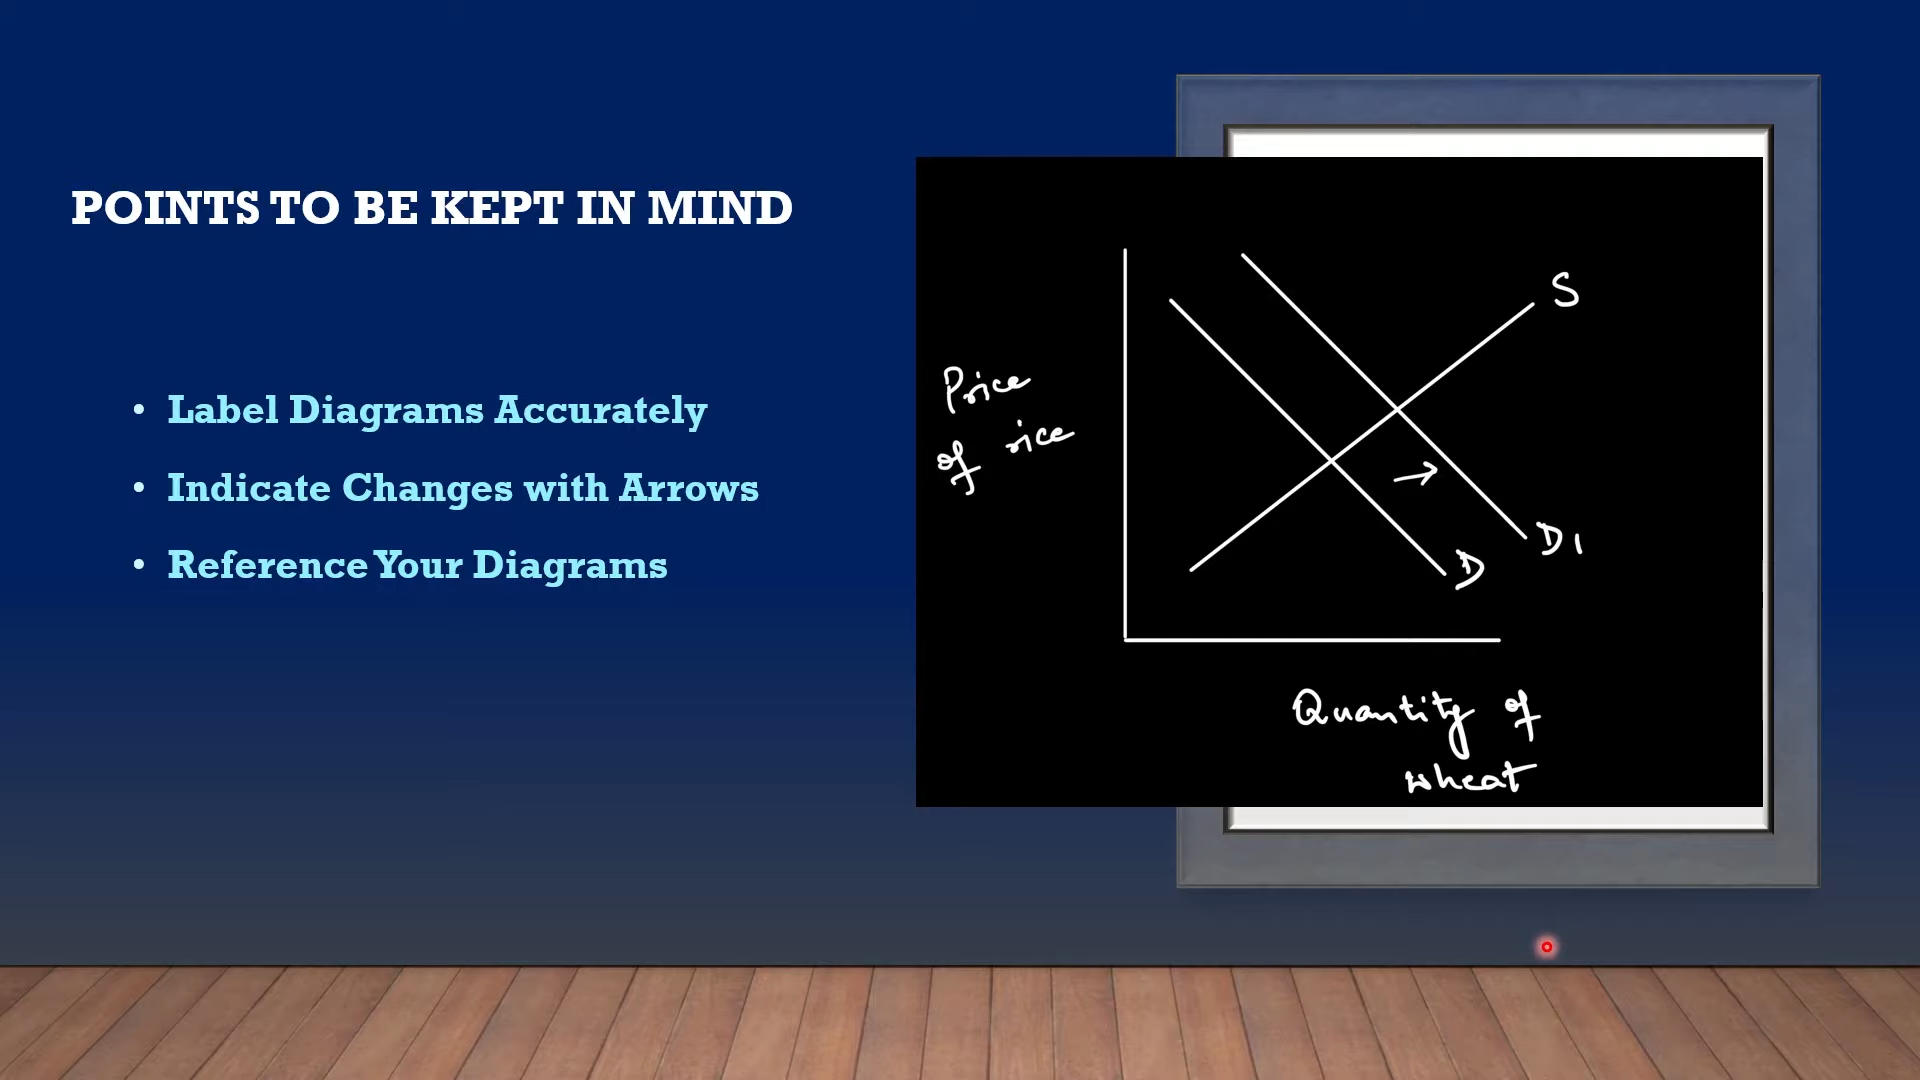 POINTS TO BE KEPT IN MIND
• Label Diagrams Accurately
• Indicate Changes with Arrows
• Reference Your Diagrams
S
Price
of rice
D1
D
Quantity of
wheat